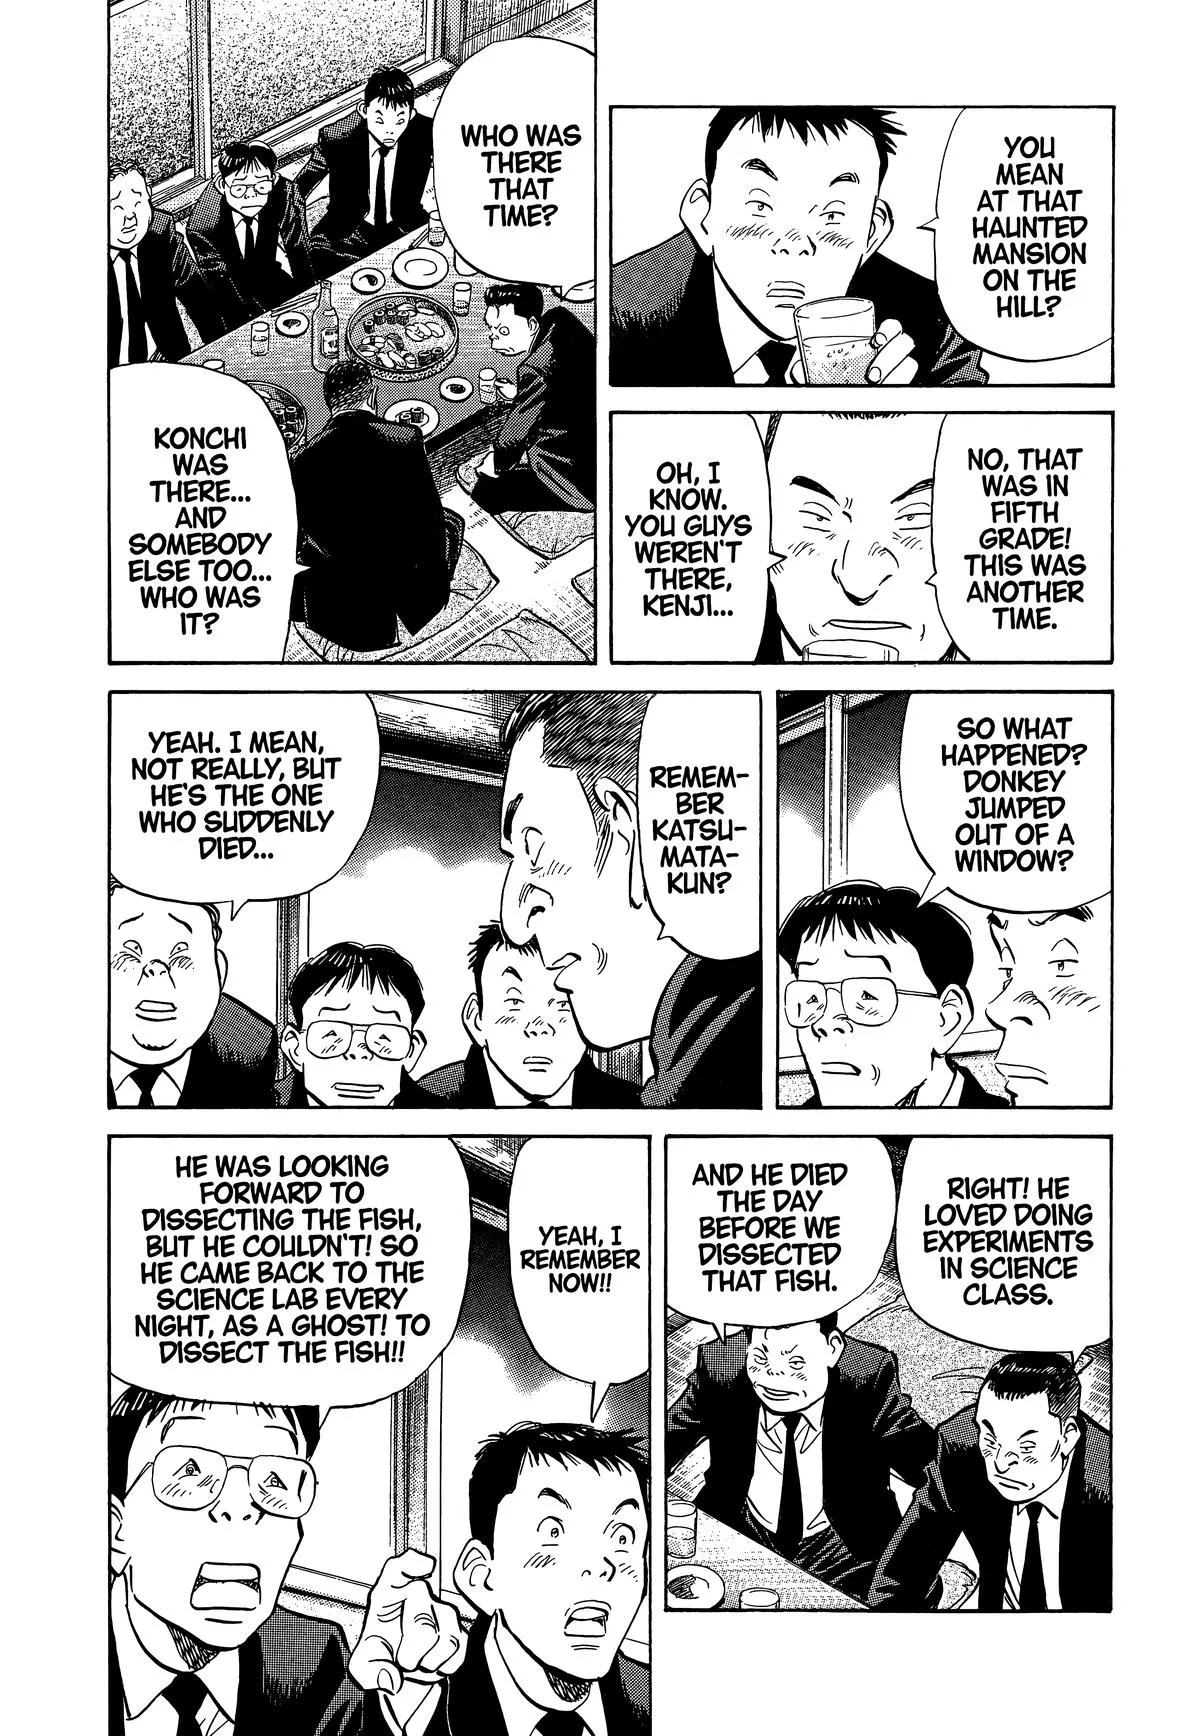 YOU
MEAN
AT THAT
HAUNTED
MANSION
ON THE
HILL?
NO, THAT
WAS IN
FIFTH
GRADE!
THIS WAS
ANOTHER
TIME.
OH, I
KNOW.
YOU GUYS
WEREN'T
THERE,
KENJI...
WHO WAS
THERE
THAT
TIME?
KONCHI
WAS
THERE...
AND
SOMEBODY
ELSE TOO...
WHO WAS
IT?
SO WHAT
HAPPENED?
DONKEY
JUMPED
OUT OF A
WINDOW?
REMEM-
BER
KATSU-
MATA-
KUN?
YEAH. I MEAN,
NOT REALLY, BUT
HE'S THE ONE
WHO SUDDENLY
DIED...
RIGHT! HE
LOVED DOING
EXPERIMENTS
IN SCIENCE
CLASS.
AND HE DIED
THE DAY
BEFORE WE
DISSECTED
THAT FISH.
YEAH, I
REMEMBER
NOW!!
HE WAS LOOKING
FORWARD TO
DISSECTING THE FISH,
BUT HE COULDN'T! SO
HE CAME BACK TO THE
SCIENCE LAB EVERY
NIGHT, AS A GHOST! TO
DISSECT THE FISH!!